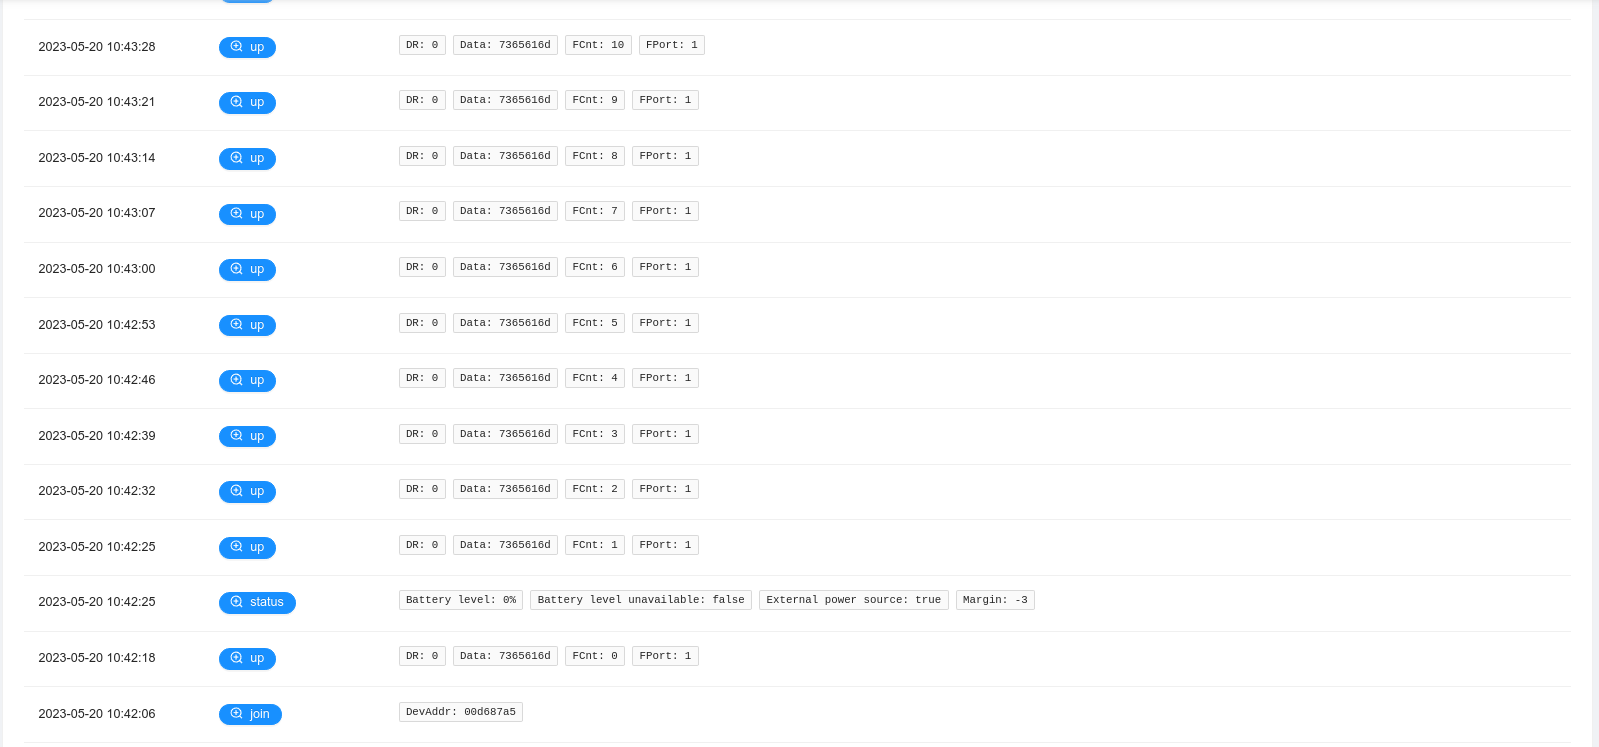 2023-05-20 10:43:28 up DR: 0 Data: 7365616d FCnt: 10 FPort: 1
2023-05-20 10:43:21 up DR: 0 Data: 7365616d FCnt: 9 FPort: 1
2023-05-20 10:43:14 up DR: 0 Data: 7365616d FCnt: 8 FPort: 1
2023-05-20 10:43:07 up DR: 0 Data: 7365616d FCnt: 7 FPort: 1
2023-05-20 10:43:00 up DR: 0 Data: 7365616d FCnt: 6 FPort: 1
2023-05-20 10:42:53 up DR: 0 Data: 7365616d FCnt: 5 FPort: 1
2023-05-20 10:42:46 up DR: 0 Data: 7365616d FCnt: 4 FPort: 1
2023-05-20 10:42:39 up DR: 0 Data: 7365616d FCnt: 3 FPort: 1
2023-05-20 10:42:32 up DR: 0 Data: 7365616d FCnt: 2 FPort: 1
2023-05-20 10:42:25 up DR: 0 Data: 7365616d FCnt: 1 FPort: 1
2023-05-20 10:42:25 status Battery level: 0% Battery level unavailable: false External power source: true Margin: -3
2023-05-20 10:42:18 up DR: 0 Data: 7365616d FCnt: 0 FPort: 1
2023-05-20 10:42:06 join DevAddr: 00d687a5